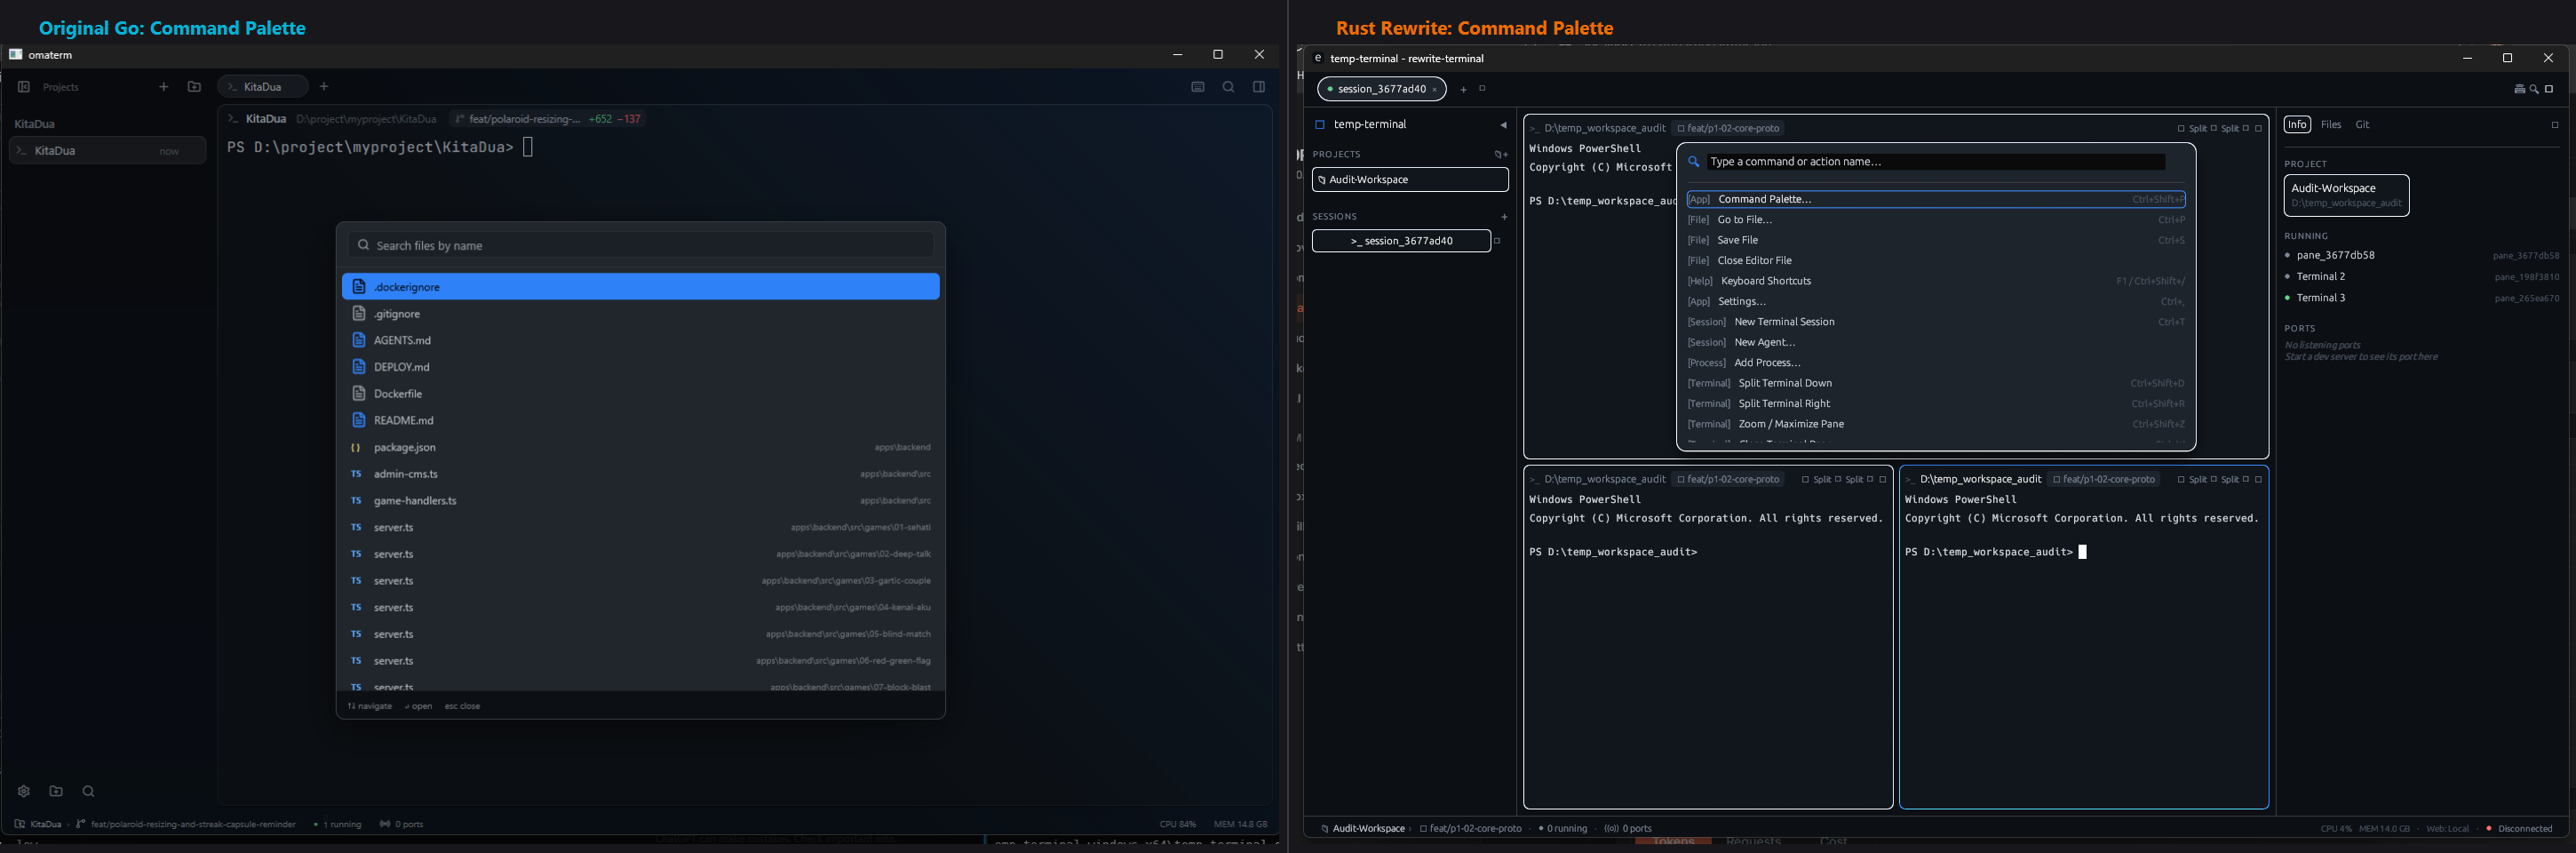 Original Go: Command Palette
omaterm
Projects
KitaDua
KitaDua
KitaDua
now
KitaDua D:\project\myproject\KitaDua feat/polaroid-resizing-... +652 −137
PS D:\project\myproject\KitaDua>
Search files by name
.dockerignore
.gitignore
AGENTS.md
DEPLOY.md
Dockerfile
README.md
package.json apps\backend
TS admin-cms.ts apps\backend\src
TS game-handlers.ts apps\backend\src
TS server.ts apps\backend\src\games\01-sehati
TS server.ts apps\backend\src\games\02-deep-talk
TS server.ts apps\backend\src\games\03-gartic-couple
TS server.ts apps\backend\src\games\04-kenal-aku
TS server.ts apps\backend\src\games\05-blind-match
TS server.ts apps\backend\src\games\06-red-green-flag
TS server.ts apps\backend\src\games\07-block-blast
↑↓ navigate open esc close
KitaDua › feat/polaroid-resizing-and-streak-capsule-reminder • 1 running 0 ports CPU 84% MEM 14.8 GB
Rust Rewrite: Command Palette
temp-terminal - rewrite-terminal
session_3677ad40 × +
temp-terminal
PROJECTS
Audit-Workspace
SESSIONS +
>_ session_3677ad40
>_ D:\temp_workspace_audit feat/p1-02-core-proto Split Split
Windows PowerShell
Copyright (C) Microsoft
PS D:\temp_workspace_aud
Type a command or action name...
[App] Command Palette... Ctrl+Shift+P
[File] Go to File... Ctrl+P
[File] Save File Ctrl+S
[File] Close Editor File
[Help] Keyboard Shortcuts F1 / Ctrl+Shift+/
[App] Settings... Ctrl+,
[Session] New Terminal Session Ctrl+T
[Session] New Agent...
[Process] Add Process...
[Terminal] Split Terminal Down Ctrl+Shift+D
[Terminal] Split Terminal Right Ctrl+Shift+R
[Terminal] Zoom / Maximize Pane Ctrl+Shift+Z
>_ D:\temp_workspace_audit feat/p1-02-core-proto Split Split
Windows PowerShell
Copyright (C) Microsoft Corporation. All rights reserved.
PS D:\temp_workspace_audit>
>_ D:\temp_workspace_audit feat/p1-02-core-proto Split Split
Windows PowerShell
Copyright (C) Microsoft Corporation. All rights reserved.
PS D:\temp_workspace_audit>
Info Files Git
PROJECT
Audit-Workspace
D:\temp_workspace_audit
RUNNING
pane_3677db58 pane_3677db58
Terminal 2 pane_198f3810
Terminal 3 pane_265ea670
PORTS
No listening ports
Start a dev server to see its port here
Audit-Workspace › feat/p1-02-core-proto · 0 running · ((o)) 0 ports CPU 4% MEM 14.0 GB · Web: Local · Disconnected
Tokens Requests Cost